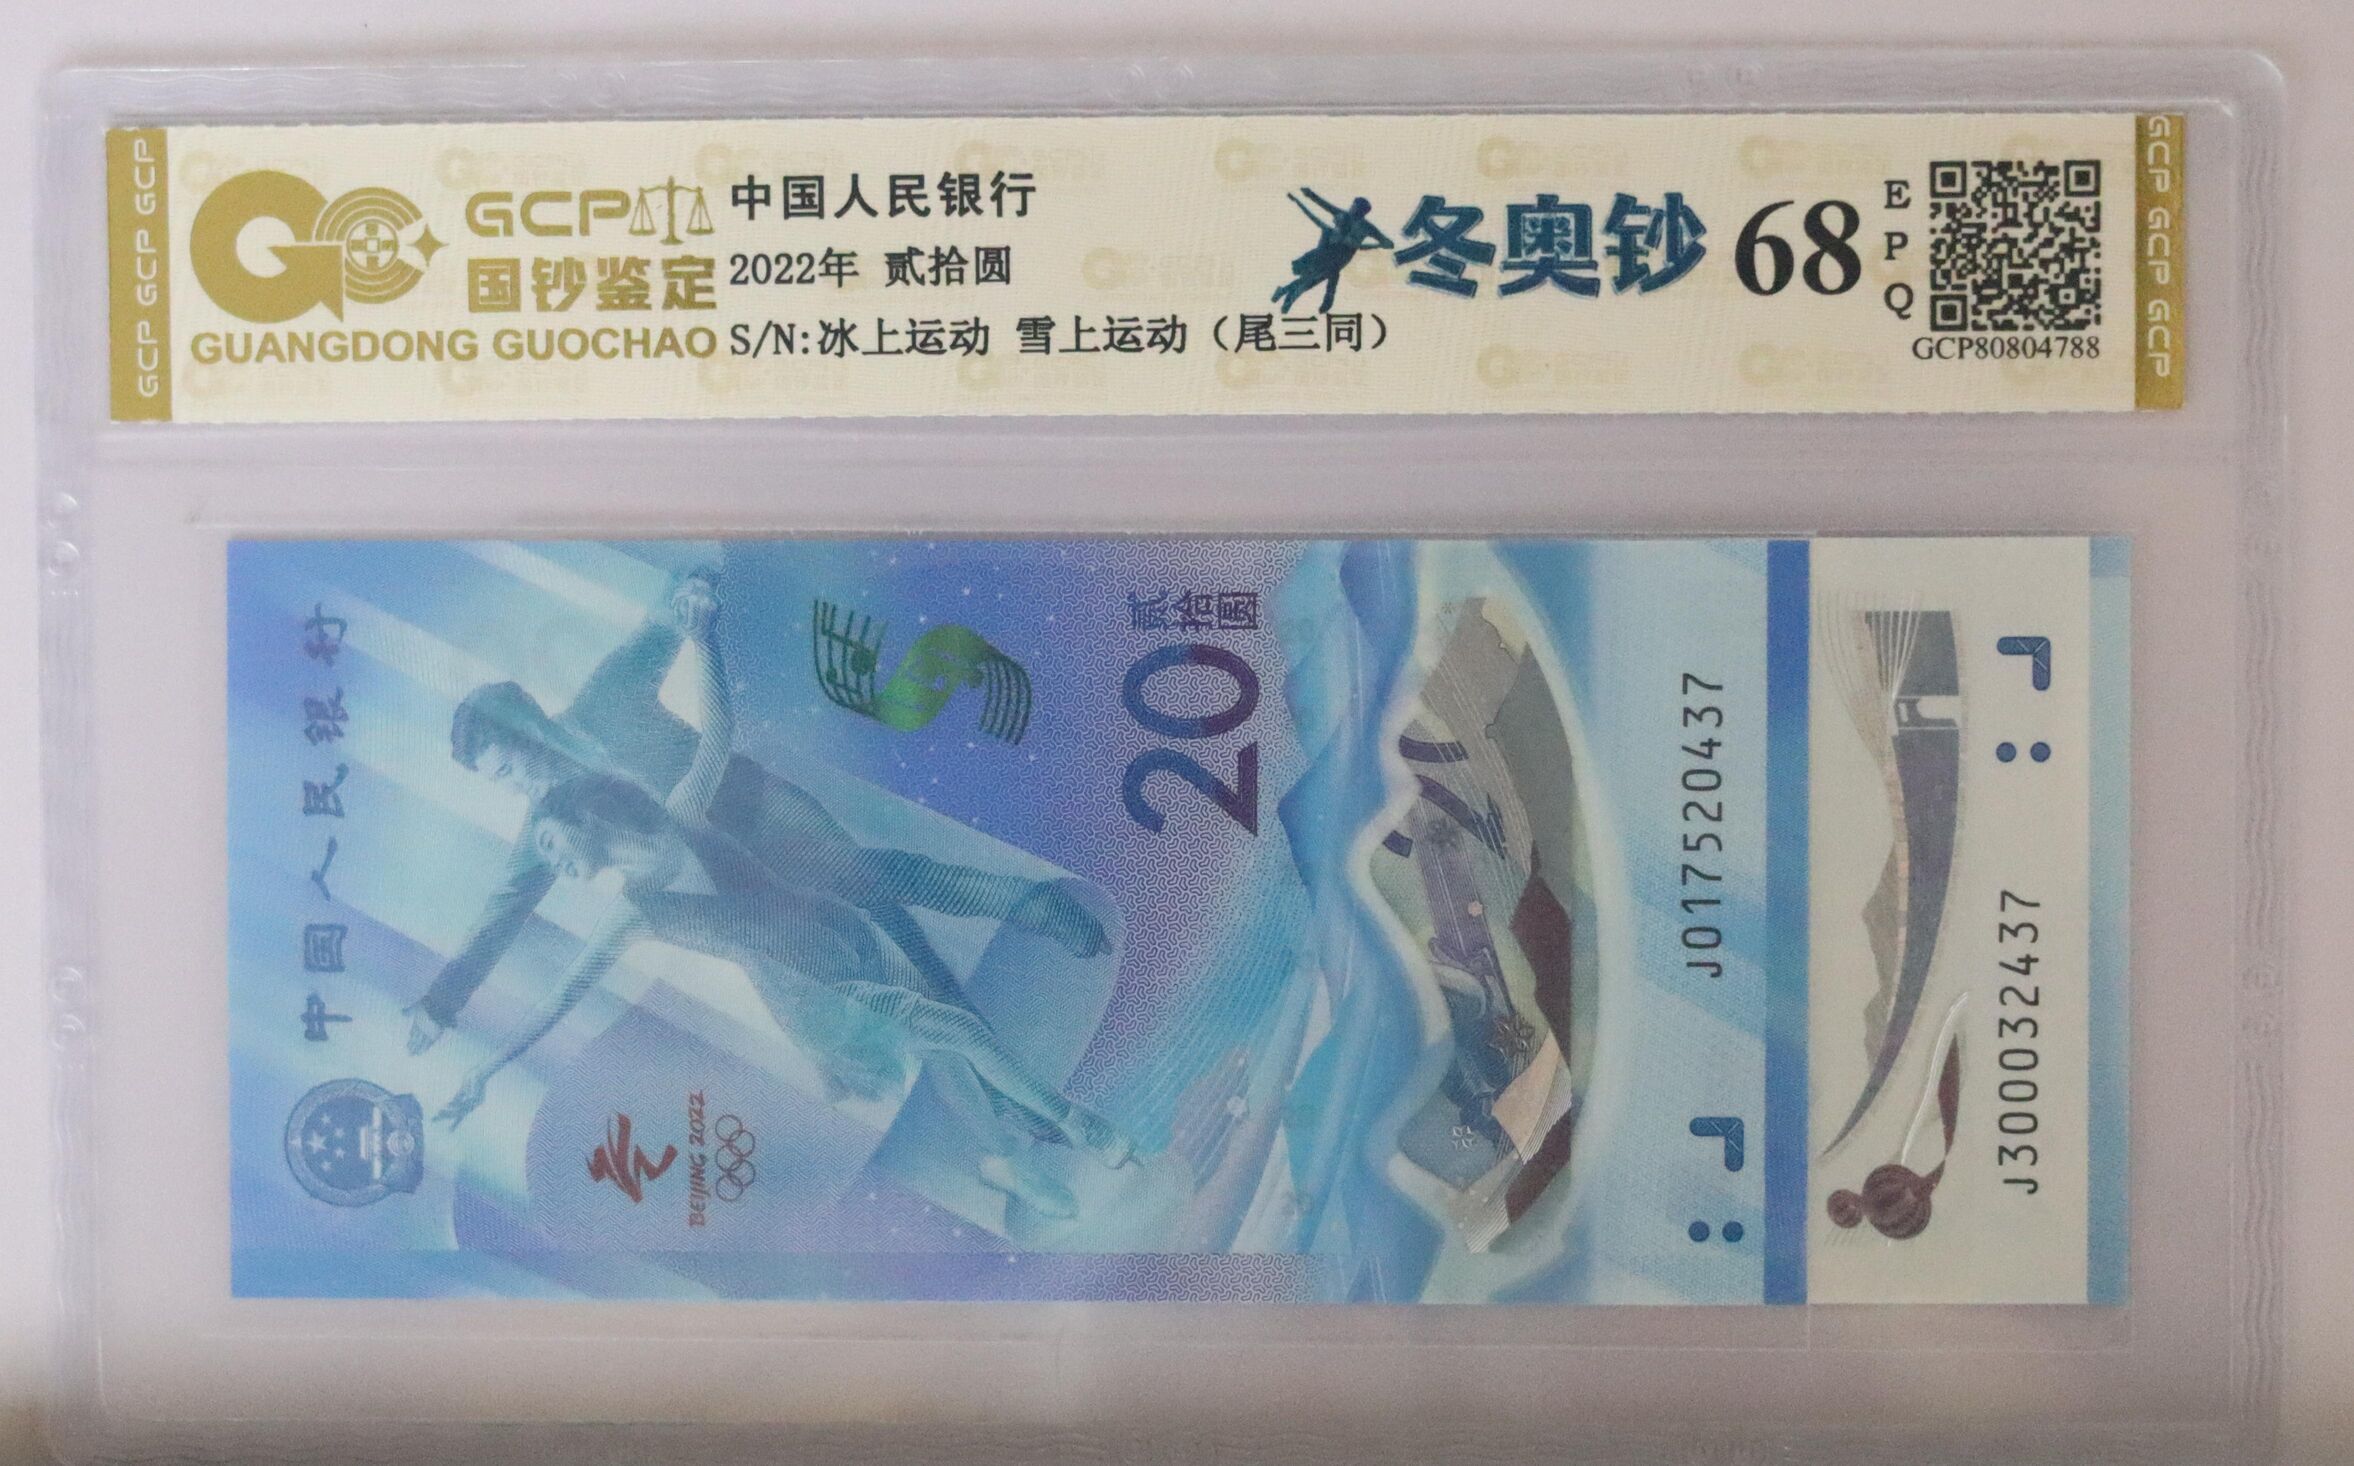 GCP GCP GCP
GCP
国钞鉴定
GUANGDONG GUOCHAO
中国人民银行
2022年 贰拾圆
S/N:冰上运动 雪上运动（尾三同）
冬奥钞
68
EPQ
GCP80804788
GCP GCP GCP
中国人民银行
BEIJING 2022
20
贰拾圆
J017520437
J300032437